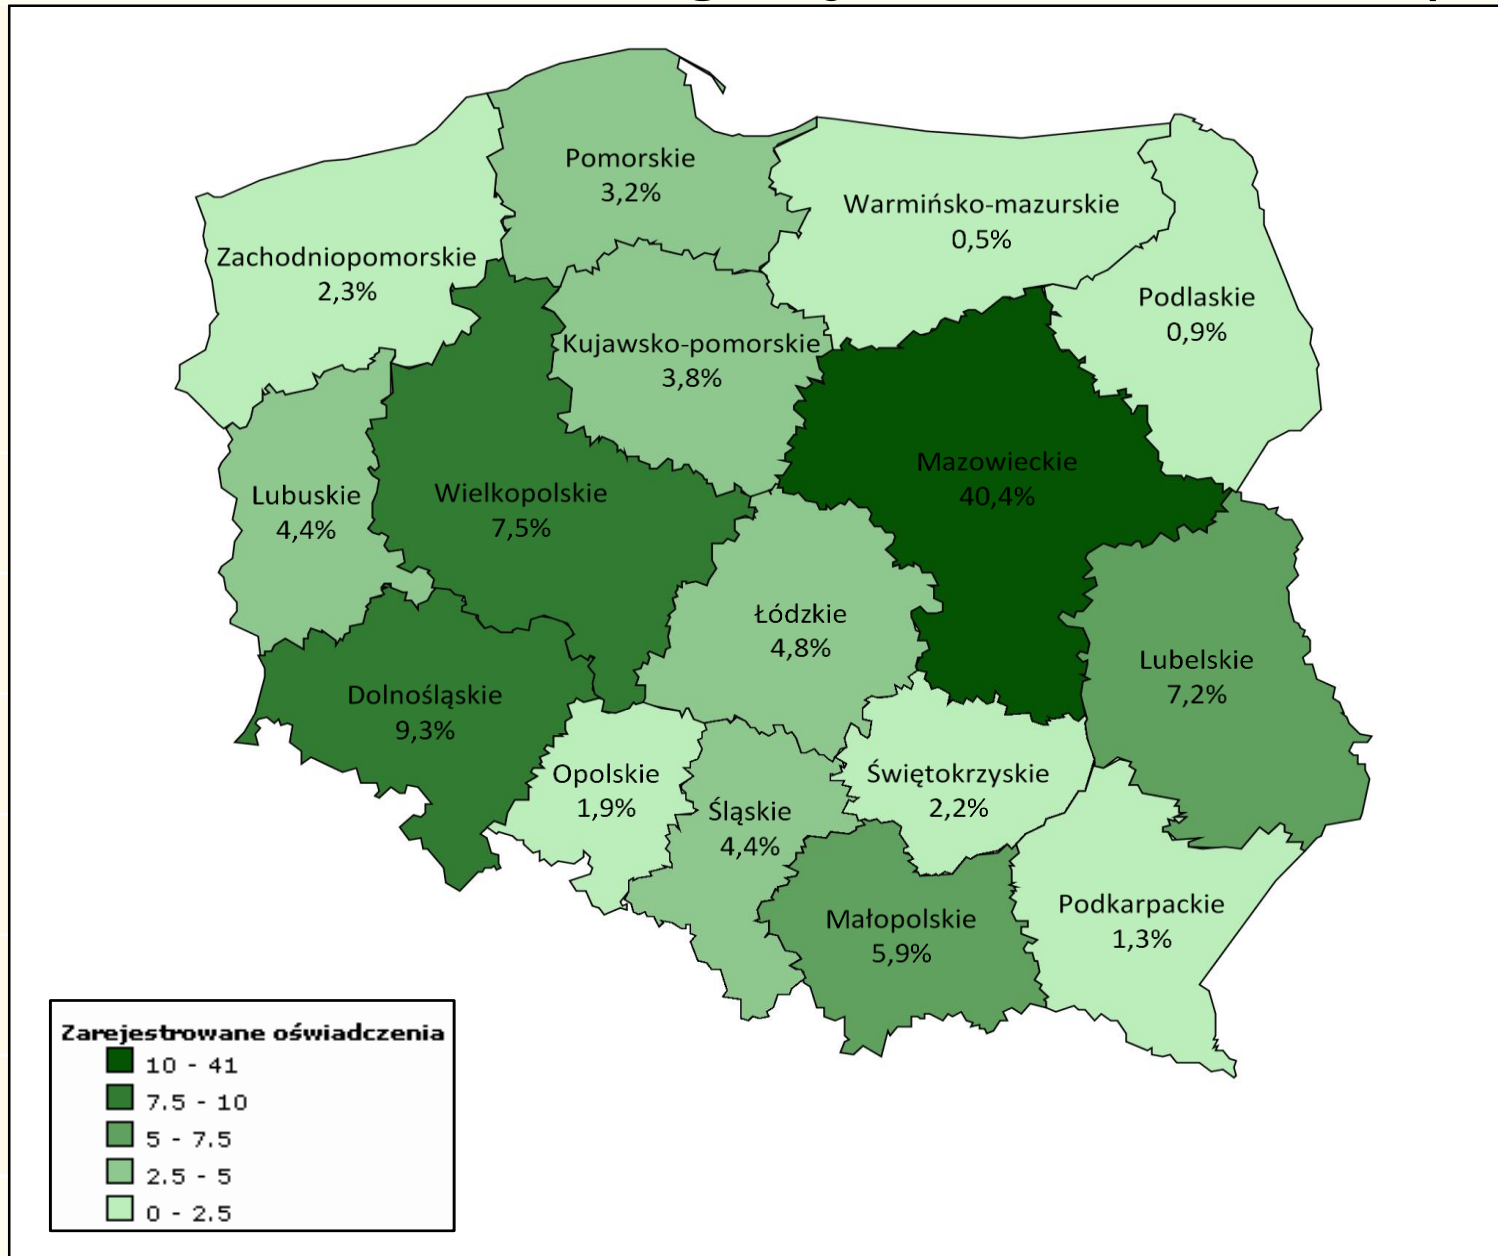 Pomorskie
3,2%
Warmińsko-mazurskie
0,5%
Zachodniopomorskie
2,3%
Podlaskie
0,9%
Kujawsko-pomorskie
3,8%
Mazowieckie
40,4%
Lubuskie
4,4%
Wielkopolskie
7,5%
Łódzkie
4,8%
Lubelskie
7,2%
Dolnośląskie
9,3%
Opolskie
1,9%
Śląskie
4,4%
Świętokrzyskie
2,2%
Małopolskie
5,9%
Podkarpackie
1,3%
Zarejestrowane oświadczenia
10 - 41
7.5 - 10
5 - 7.5
2.5 - 5
0 - 2.5